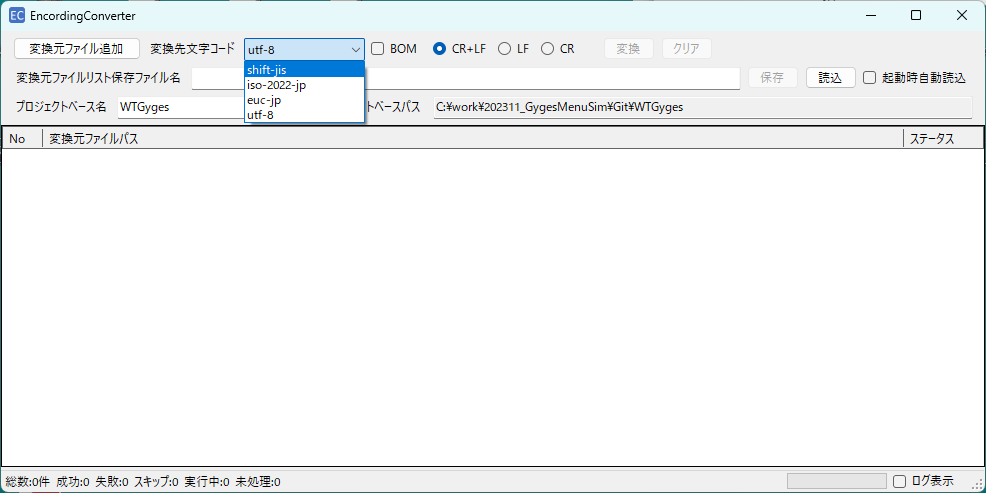 EC EncordingConverter
変換元ファイル追加 変換先文字コード utf-8 BOM CR+LF LF CR 変換 クリア
shift-jis
iso-2022-jp
euc-jp
utf-8
変換元ファイルリスト保存ファイル名 保存 読込 起動時自動読込
プロジェクトベース名 WTGyges トベースパス C:¥work¥202311_GygesMenuSim¥Git¥WTGyges
No 変換元ファイルパス ステータス
総数:0件 成功:0 失敗:0 スキップ:0 実行中:0 未処理:0 ログ表示